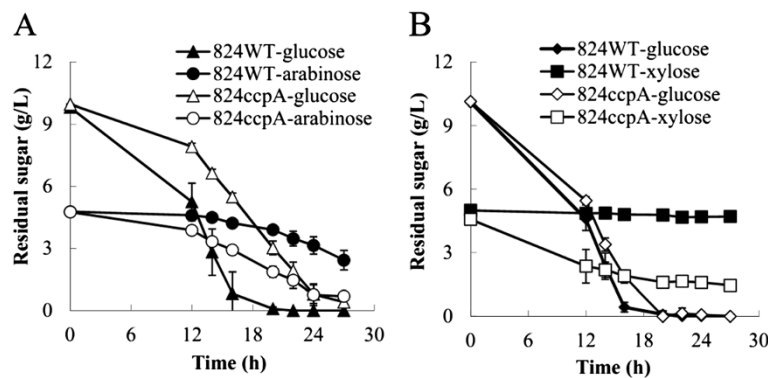 A
824WT-glucose
824WT-arabinose
824ccpA-glucose
824ccpA-arabinose
Residual sugar (g/L)
12
9
6
3
0
0 6 12 18 24 30
Time (h)
B
824WT-glucose
824WT-xylose
824ccpA-glucose
824ccpA-xylose
Residual sugar (g/L)
12
9
6
3
0
0 6 12 18 24 30
Time (h)